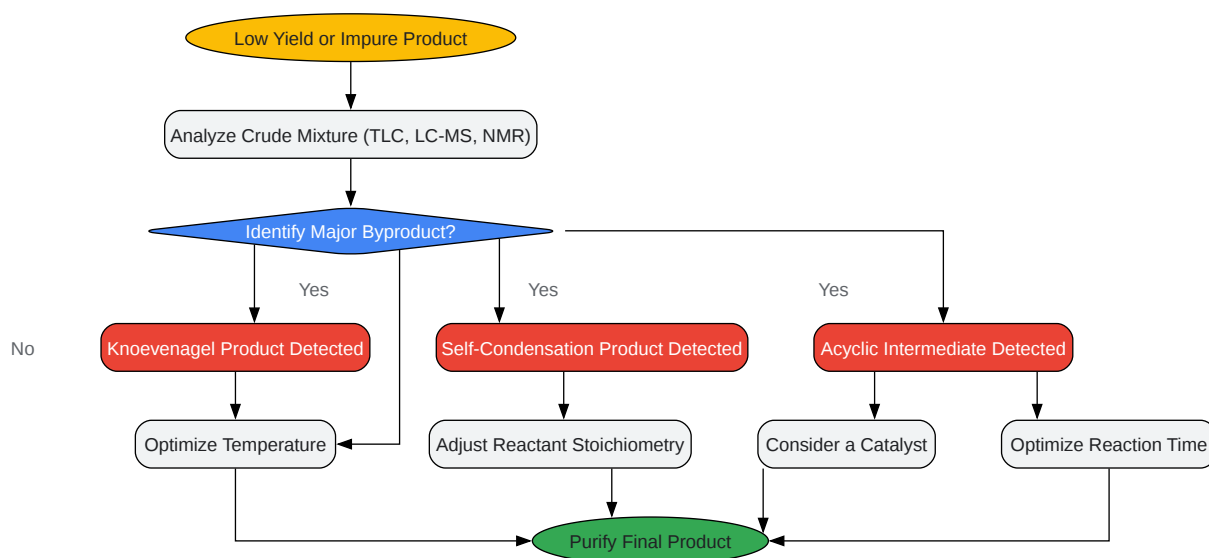 Low Yield or Impure Product
Analyze Crude Mixture (TLC, LC-MS, NMR)
Identify Major Byproduct?
Yes
Yes
Yes
No
Knoevenagel Product Detected
Self-Condensation Product Detected
Acyclic Intermediate Detected
Optimize Temperature
Adjust Reactant Stoichiometry
Consider a Catalyst
Optimize Reaction Time
Purify Final Product